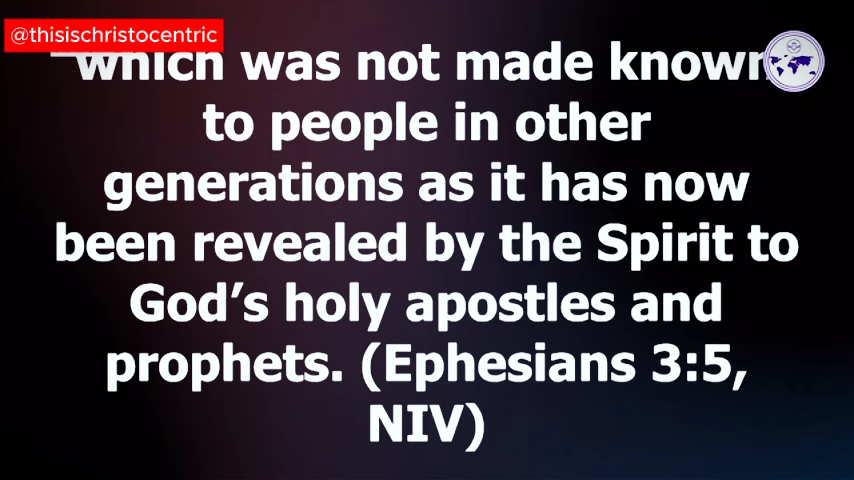 @thisischristocentric
which was not made known
to people in other
generations as it has now
been revealed by the Spirit to
God’s holy apostles and
prophets. (Ephesians 3:5,
NIV)